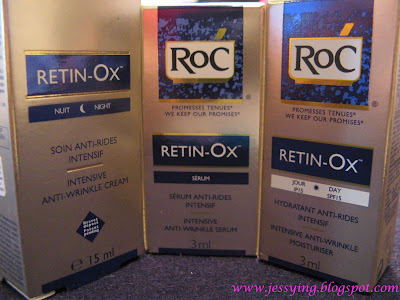 RETIN-OX™
NUIT NIGHT
SOIN ANTI-RIDES
INTENSIF
INTENSIVE
ANTI-WRINKLE CREAM
e 15 ml
RoC
PROMESSES TENUES*
WE KEEP OUR PROMISES*
RETIN-OX™
SÉRUM
SÉRUM ANTI-RIDES
INTENSIF
INTENSIVE
ANTI-WRINKLE SERUM
3 ml
RoC
PROMESSES TENUES*
WE KEEP OUR PROMISES*
RETIN-OX™
JOUR DAY
IP15 SPF15
HYDRATANT ANTI-RIDES
INTENSIF
INTENSIVE ANTI-WRINKLE
MOISTURISER
3 ml
www.jessying.blogspot.com